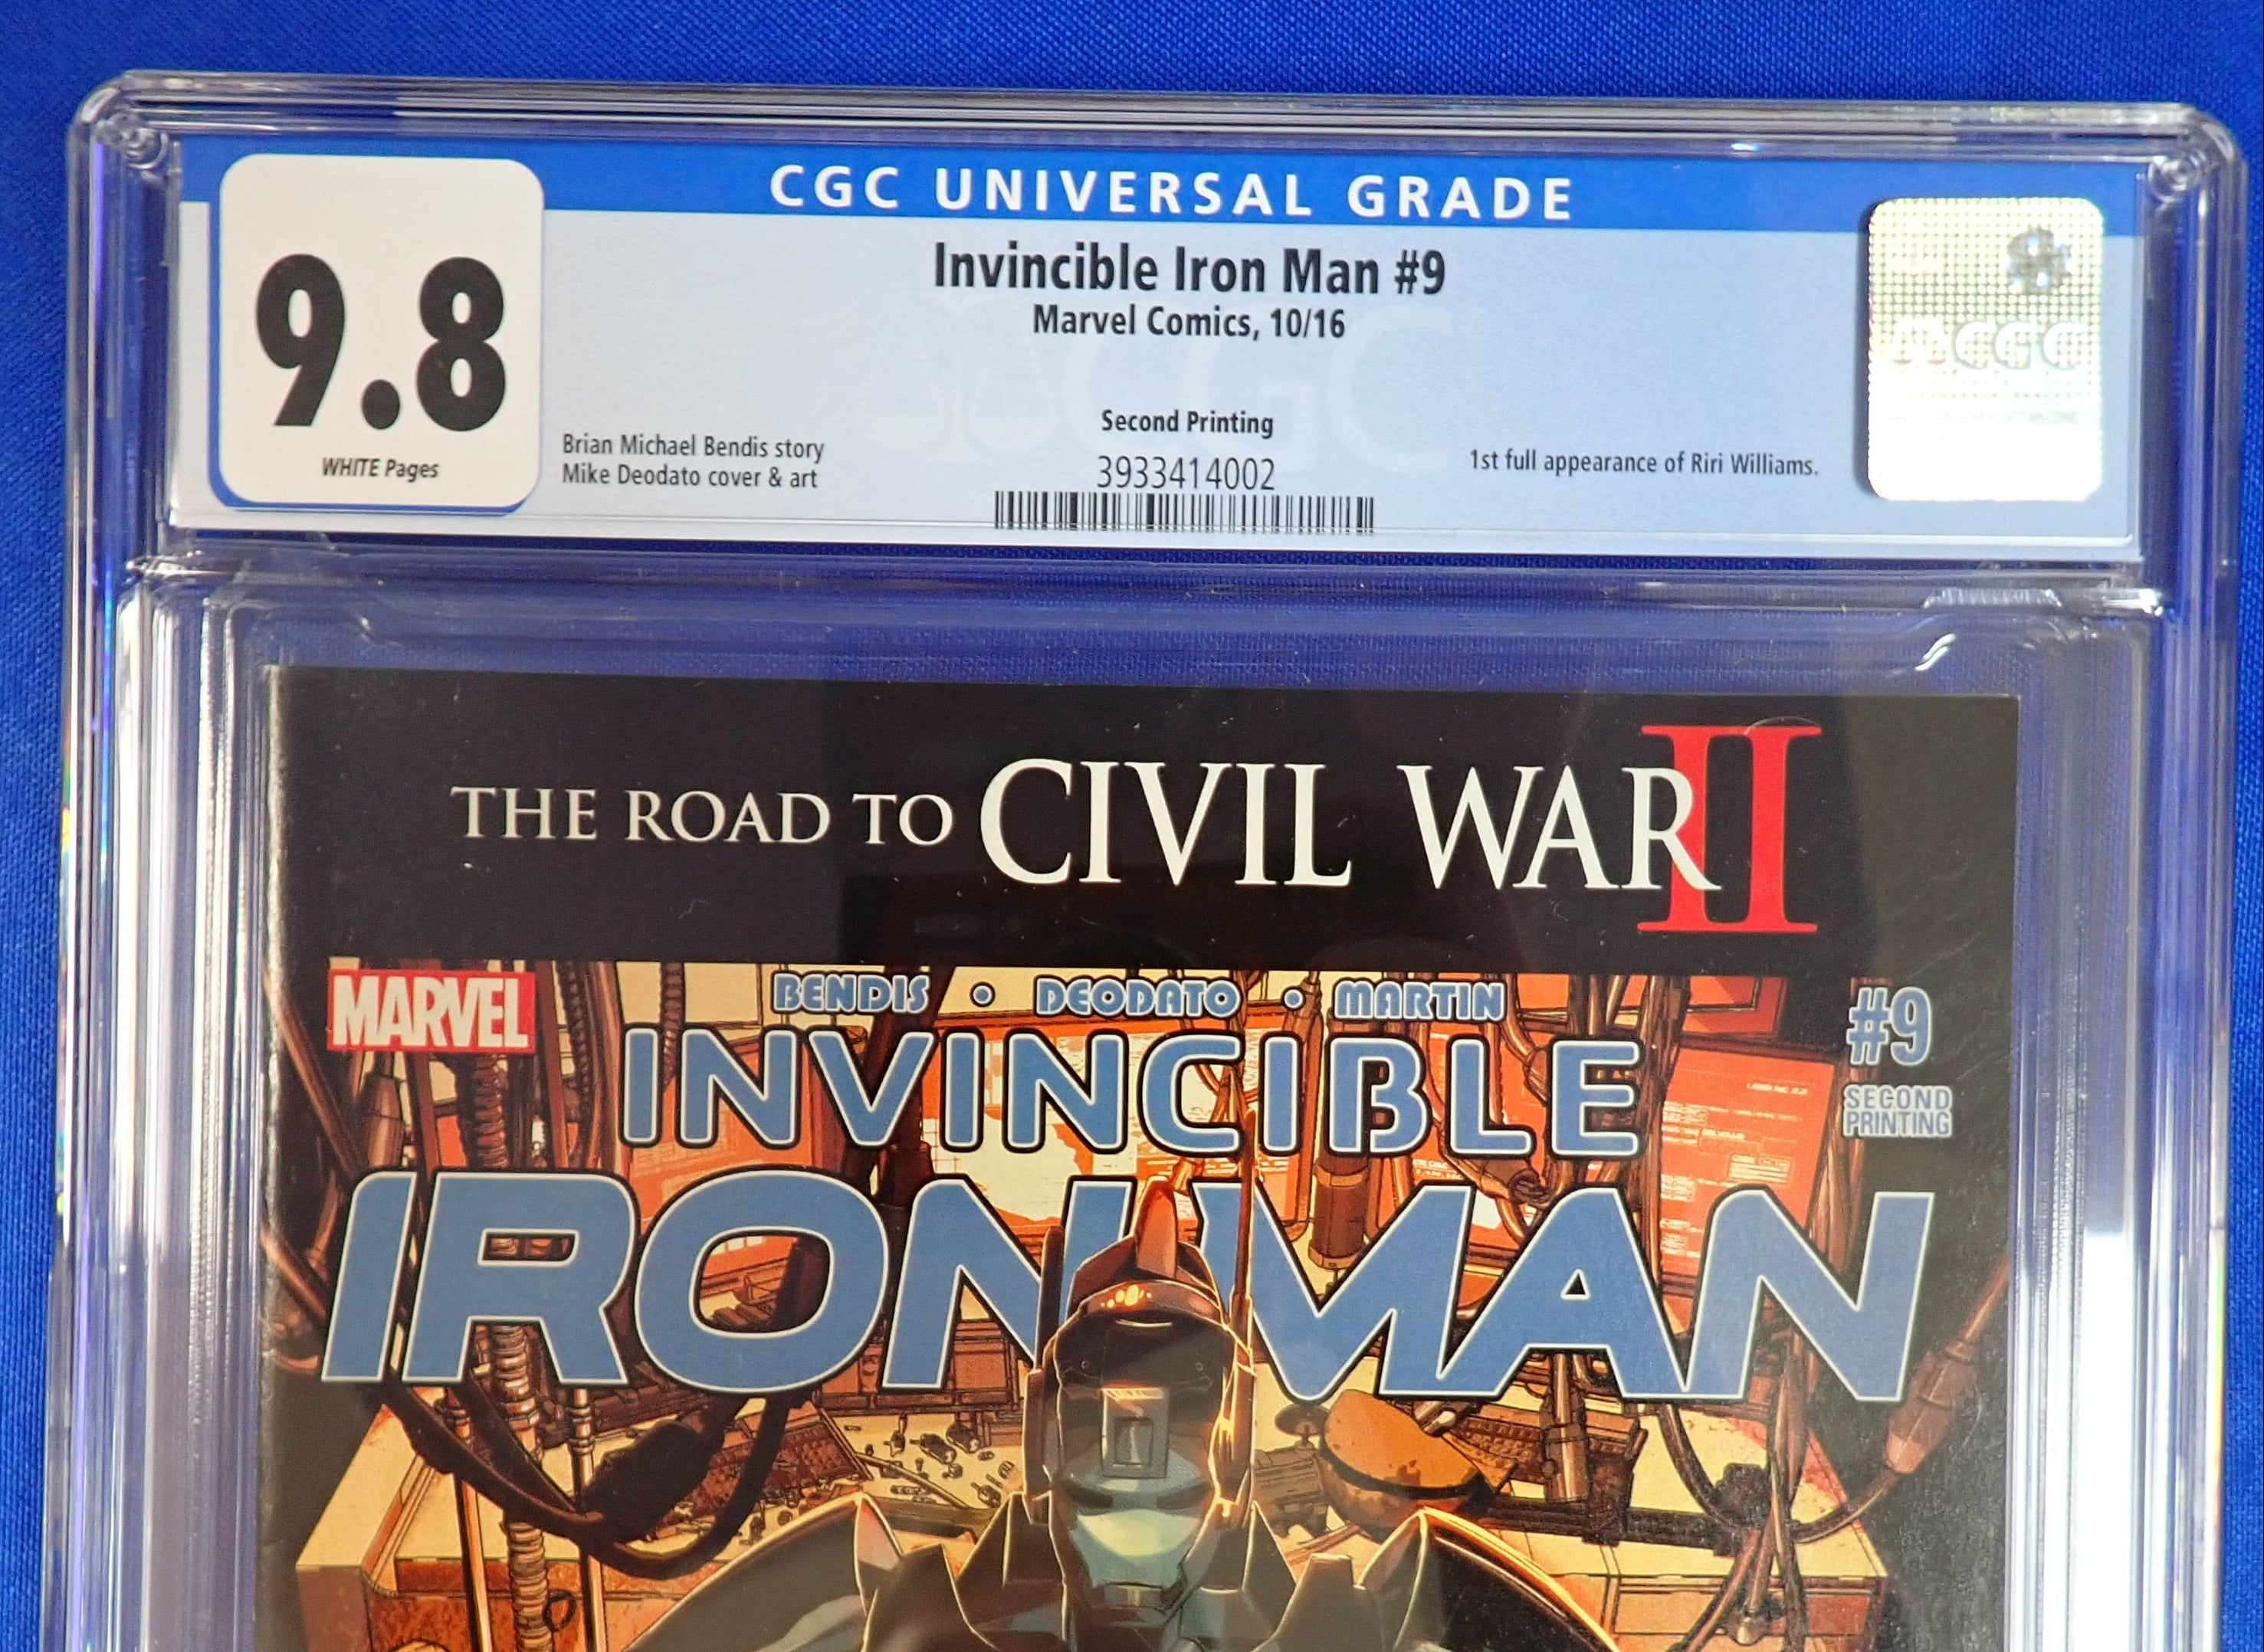 CGC UNIVERSAL GRADE
9.8
WHITE Pages
Invincible Iron Man #9
Marvel Comics, 10/16
Brian Michael Bendis story
Mike Deodato cover & art
Second Printing
3933414002
1st full appearance of Riri Williams.
CGC
THE ROAD TO CIVIL WAR II
MARVEL
BENDIS • DEODATO • MARTIN
#9
SECOND
PRINTING
INVINCIBLE
IRON MAN